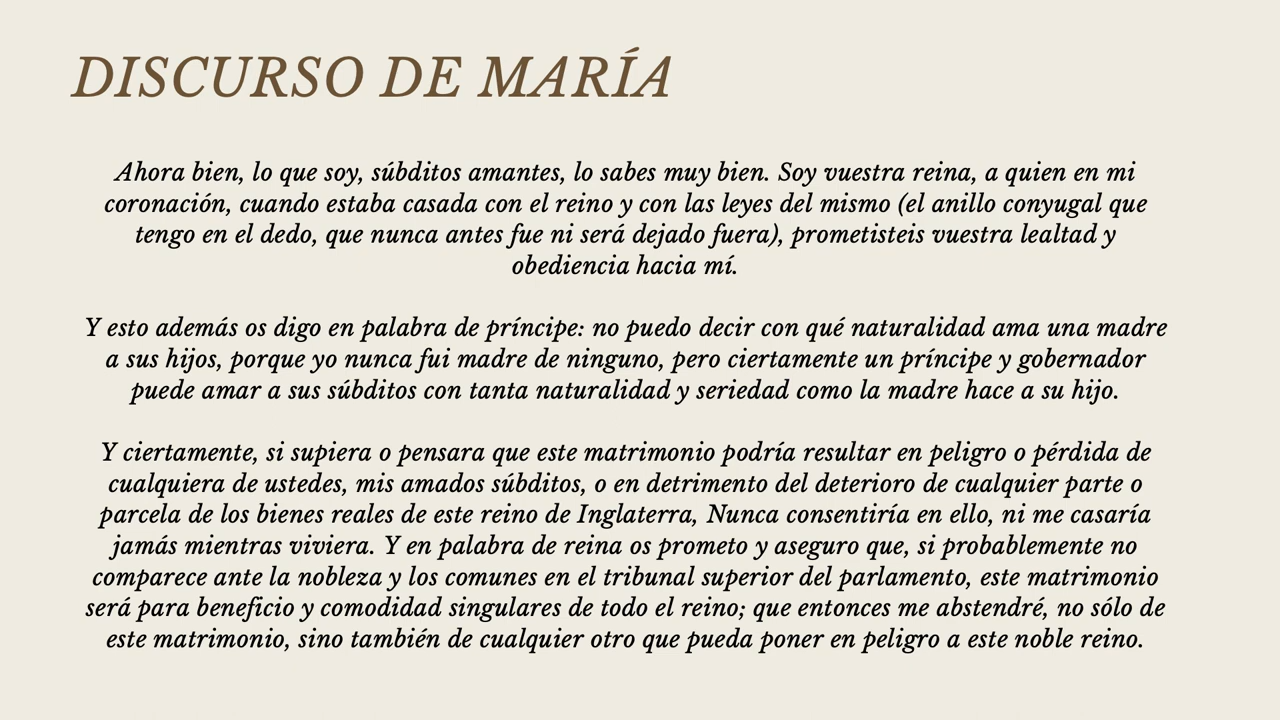 DISCURSO DE MARÍA
Ahora bien, lo que soy, súbditos amantes, lo sabes muy bien. Soy vuestra reina, a quien en mi
coronación, cuando estaba casada con el reino y con las leyes del mismo (el anillo conyugal que
tengo en el dedo, que nunca antes fue ni será dejado fuera), prometisteis vuestra lealtad y
obediencia hacia mí.
Y esto además os digo en palabra de príncipe: no puedo decir con qué naturalidad ama una madre
a sus hijos, porque yo nunca fui madre de ninguno, pero ciertamente un príncipe y gobernador
puede amar a sus súbditos con tanta naturalidad y seriedad como la madre hace a su hijo.
Y ciertamente, si supiera o pensara que este matrimonio podría resultar en peligro o pérdida de
cualquiera de ustedes, mis amados súbditos, o en detrimento del deterioro de cualquier parte o
parcela de los bienes reales de este reino de Inglaterra, Nunca consentiría en ello, ni me casaría
jamás mientras viviera. Y en palabra de reina os prometo y aseguro que, si probablemente no
comparece ante la nobleza y los comunes en el tribunal superior del parlamento, este matrimonio
será para beneficio y comodidad singulares de todo el reino; que entonces me abstendré, no sólo de
este matrimonio, sino también de cualquier otro que pueda poner en peligro a este noble reino.